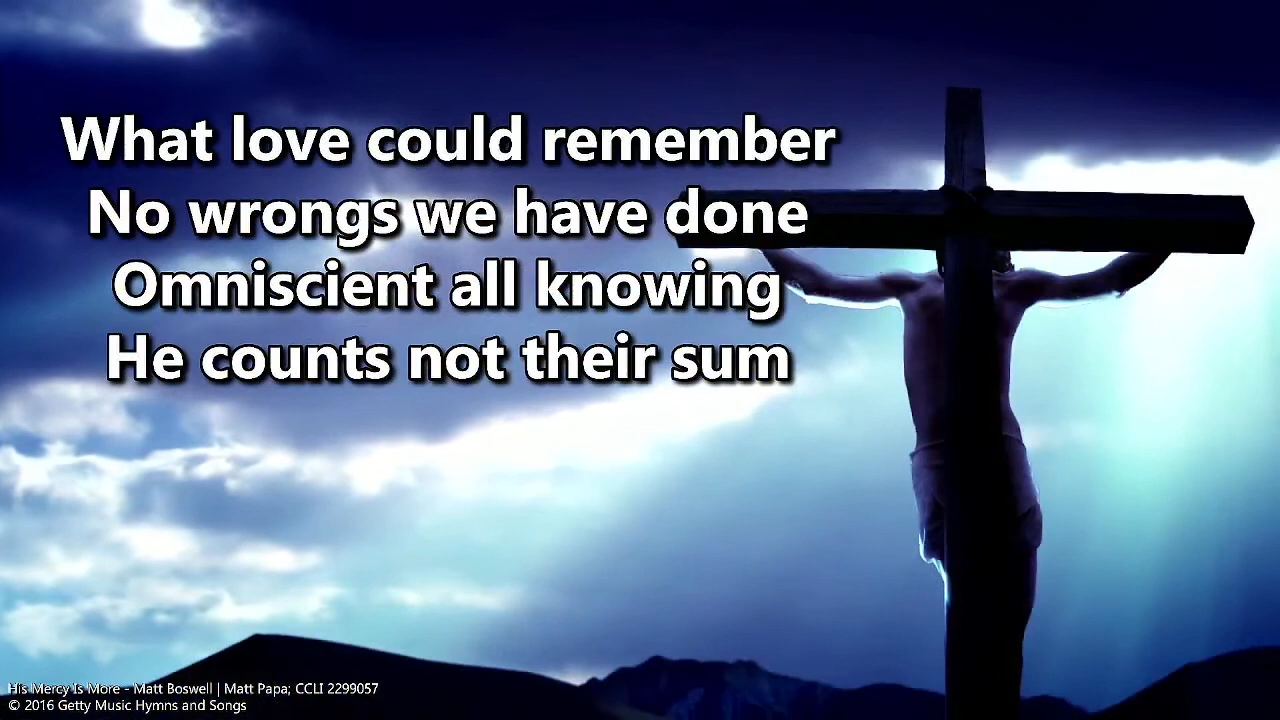 What love could remember
No wrongs we have done
Omniscient all knowing
He counts not their sum
His Mercy Is More - Matt Boswell | Matt Papa; CCLI 2299057
© 2016 Getty Music Hymns and Songs